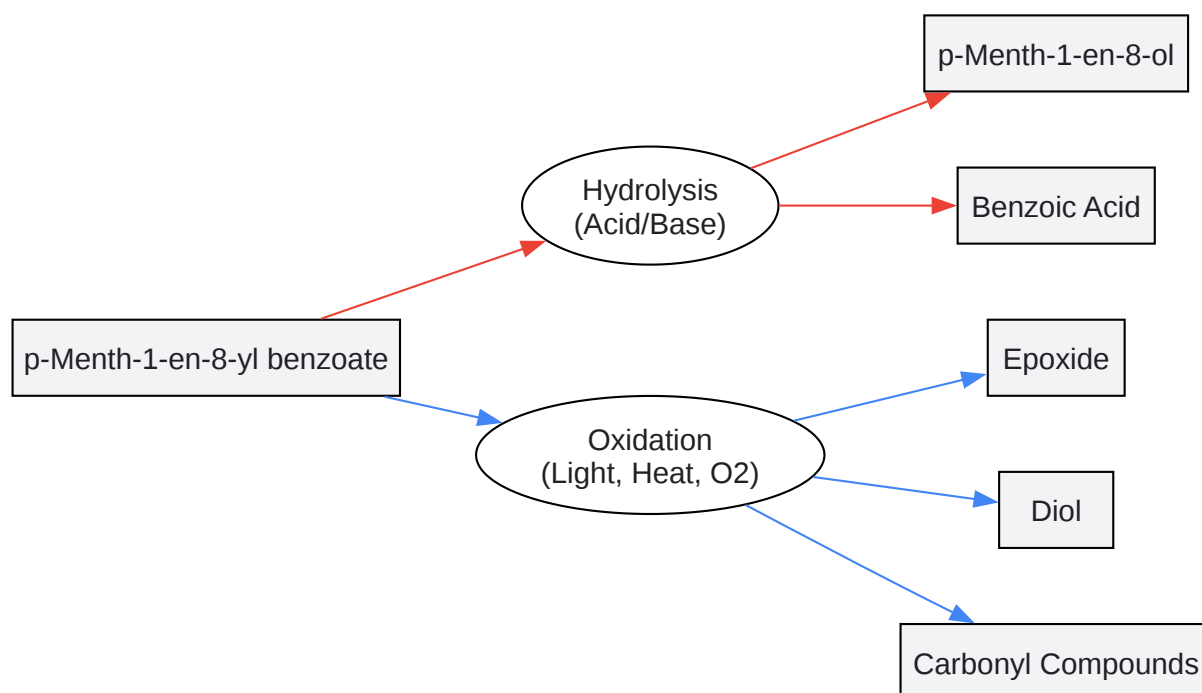 p-Menth-1-en-8-ol
Hydrolysis
(Acid/Base)
Benzoic Acid
p-Menth-1-en-8-yl benzoate
Epoxide
Oxidation
(Light, Heat, O2)
Diol
Carbonyl Compounds